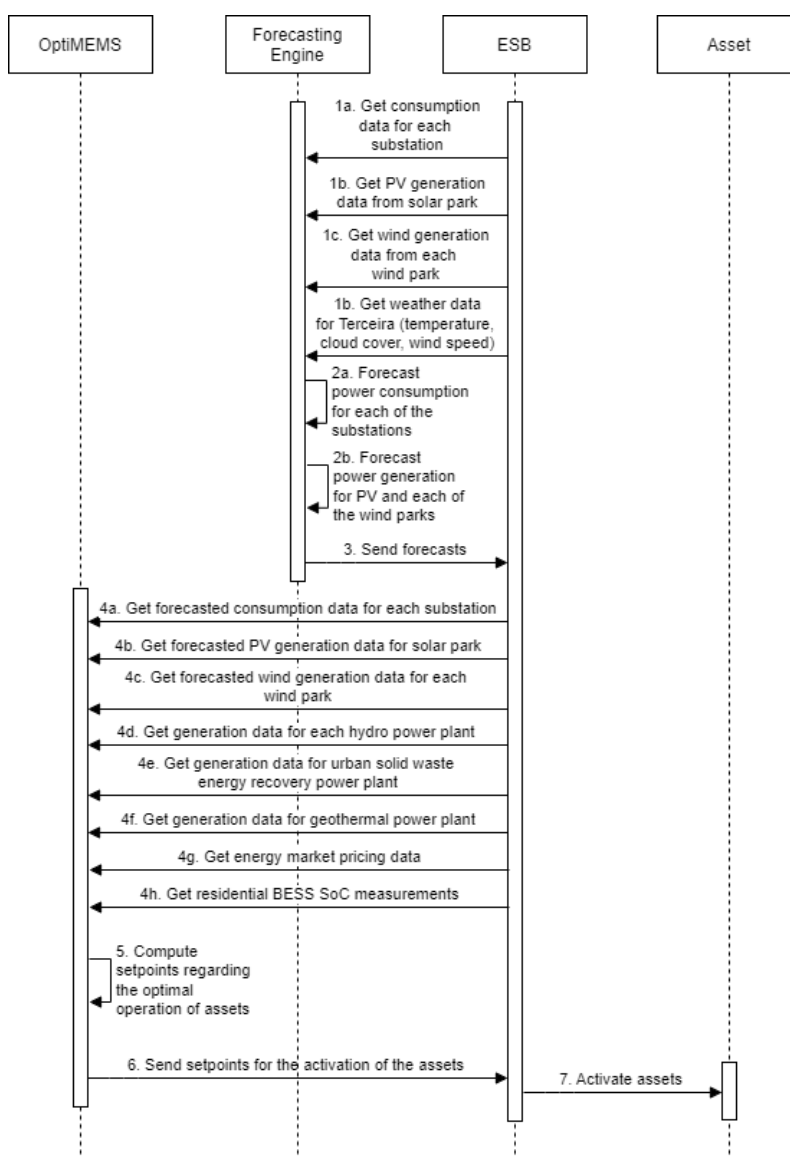 OptiMEMS
Forecasting
Engine
ESB
Asset
1a. Get consumption
data for each
substation
1b. Get PV generation
data from solar park
1c. Get wind generation
data from each
wind park
1b. Get weather data
for Terceira (temperature,
cloud cover, wind speed)
2a. Forecast
power consumption
for each of the
substations
2b. Forecast
power generation
for PV and each of
the wind parks
3. Send forecasts
4a. Get forecasted consumption data for each substation
4b. Get forecasted PV generation data for solar park
4c. Get forecasted wind generation data for each
wind park
4d. Get generation data for each hydro power plant
4e. Get generation data for urban solid waste
energy recovery power plant
4f. Get generation data for geothermal power plant
4g. Get energy market pricing data
4h. Get residential BESS SoC measurements
5. Compute
setpoints regarding
the optimal
operation of assets
6. Send setpoints for the activation of the assets
7. Activate assets